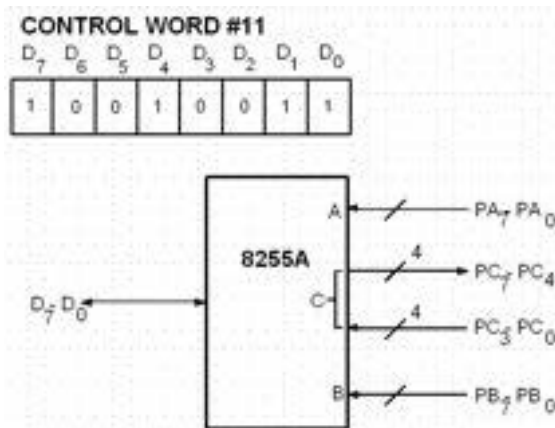 CONTROL WORD #11
D7 D6 D5 D4 D3 D2 D1 D0
1 0 0 1 0 0 1 1
A
PA7- PA0
8255A
4
PC7- PC4
C
D7- D0
4
PC3- PC0
B
PB7- PB0